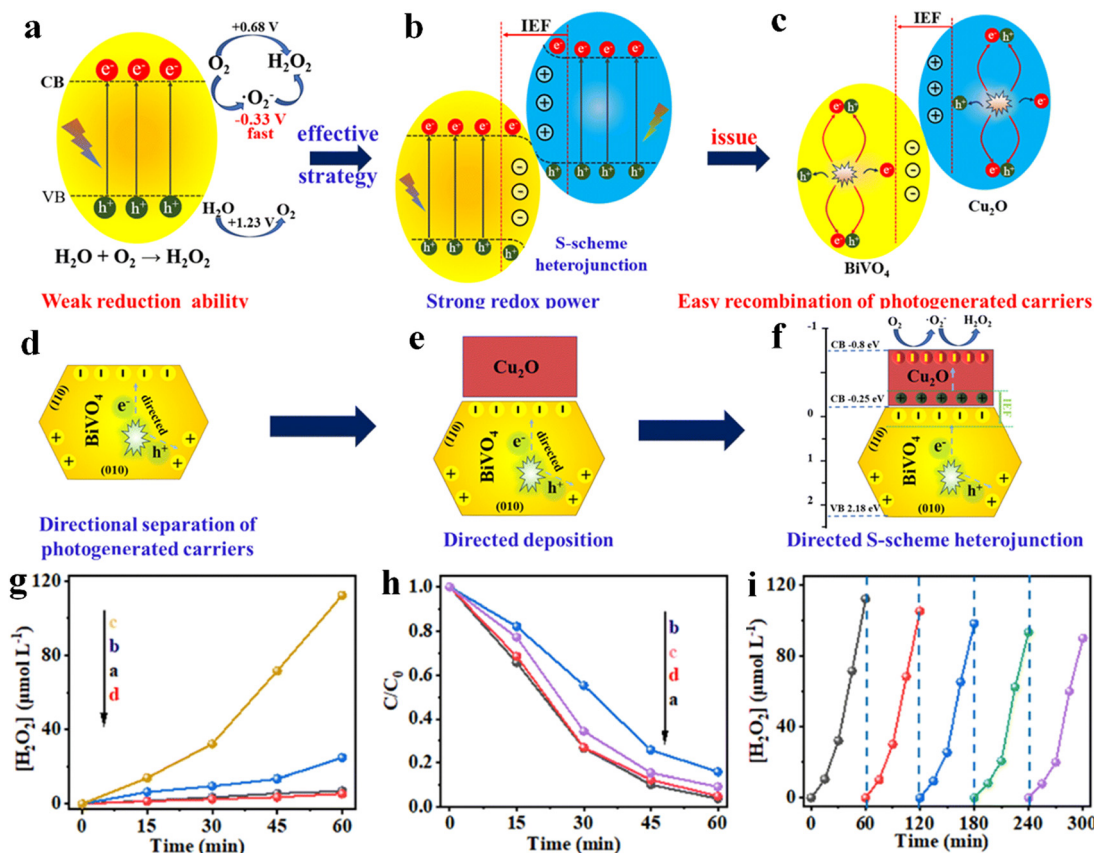 a
+0.68 V
O₂
H₂O₂
·O₂⁻
-0.33 V
fast
CB
e⁻ e⁻ e⁻
VB
h⁺ h⁺ h⁺
H₂O
+1.23 V
O₂
H₂O + O₂ → H₂O₂
Weak reduction ability
effective
strategy
b
IEF
e⁻ e⁻ e⁻ e⁻
+
+
+
e⁻ e⁻ e⁻ e⁻
-
-
-
h⁺ h⁺ h⁺ h⁺
h⁺ h⁺ h⁺ h⁺
S-scheme
heterojunction
Strong redox power
issue
c
IEF
e⁻ h⁺
+
+
+
h⁺
e⁻
e⁻ h⁺
e⁻ h⁺
Cu₂O
-
-
-
h⁺
e⁻
e⁻ h⁺
BiVO₄
Easy recombination of photogenerated carriers
d
(110)
BiVO₄
e⁻
directed
h⁺
(010)
Directional separation of
photogenerated carriers
e
Cu₂O
(110)
BiVO₄
e⁻
directed
h⁺
(010)
Directed deposition
f
O₂
·O₂⁻
H₂O₂
-1
0
1
2
CB -0.8 eV
Cu₂O
CB -0.25 eV
IEF
(110)
BiVO₄
e⁻
directed
h⁺
(010)
VB 2.18 eV
Directed S-scheme heterojunction
g
[H₂O₂] (μmol L⁻¹)
120
80
40
0
c
b
a
d
0 15 30 45 60
Time (min)
h
C/C₀
1.0
0.8
0.6
0.4
0.2
0.0
b
c
d
a
0 15 30 45 60
Time (min)
i
[H₂O₂] (μmol L⁻¹)
120
80
40
0
0 60 120 180 240 300
Time (min)